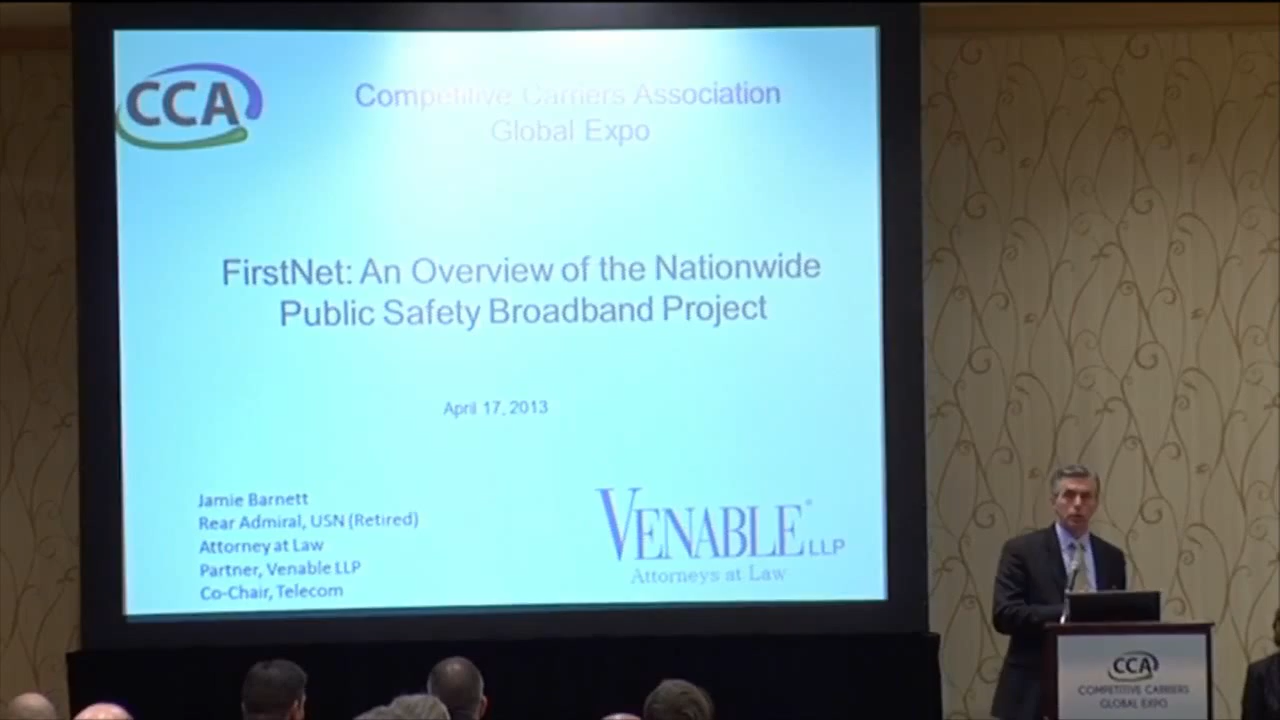 CCA
Competitive Carriers Association
Global Expo
FirstNet: An Overview of the Nationwide
Public Safety Broadband Project
April 17, 2013
Jamie Barnett
Rear Admiral, USN (Retired)
Attorney at Law
Partner, Venable LLP
Co-Chair, Telecom
VENABLE® LLP
Attorneys at Law
CCA
COMPETITIVE CARRIERS
GLOBAL EXPO